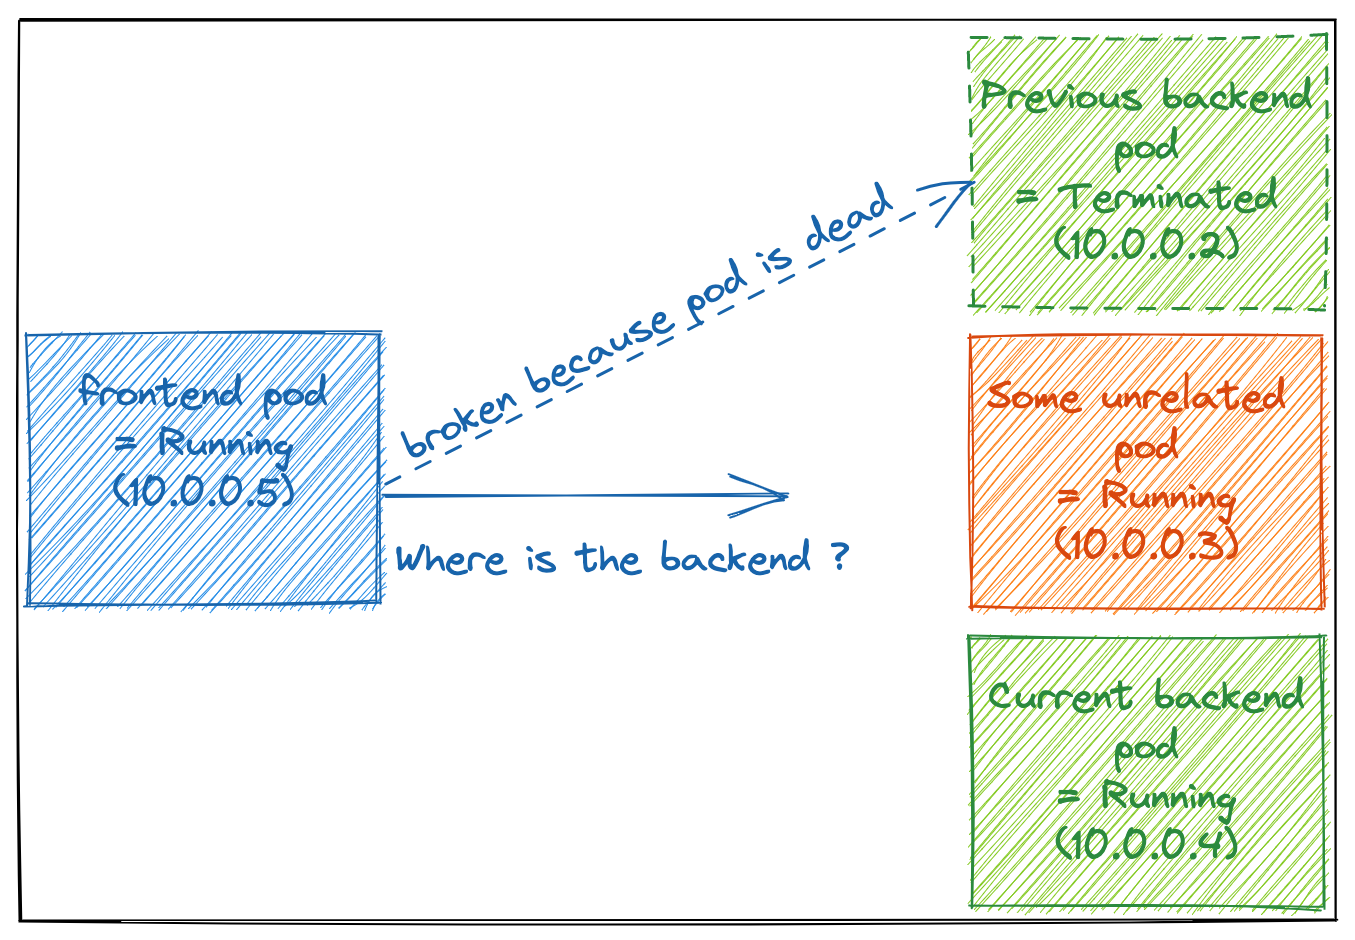 Previous backend
pod
= Terminated
(10.0.0.2)
broken because pod is dead
frontend pod
= Running
(10.0.0.5)
Where is the backend ?
Some unrelated
pod
= Running
(10.0.0.3)
Current backend
pod
= Running
(10.0.0.4)